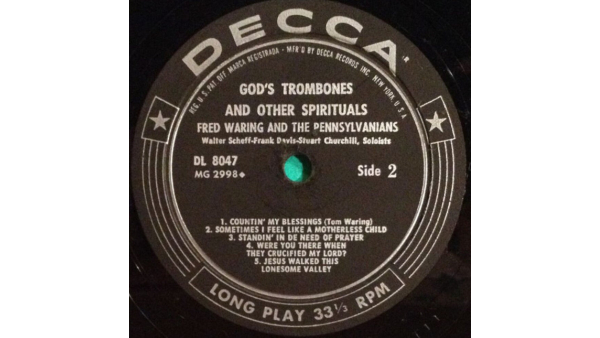 DECCA
REG. U.S. PAT. OFF. MARCA REGISTRADA - MFR'D BY DECCA RECORDS INC. NEW YORK U.S.A.
GOD'S TROMBONES
AND OTHER SPIRITUALS
FRED WARING AND THE PENNSYLVANIANS
Walter Scheff-Frank Davis-Stuart Churchill, Soloists
DL 8047
MG 2998
Side 2
1. COUNTIN' MY BLESSINGS (Tom Waring)
2. SOMETIMES I FEEL LIKE A MOTHERLESS CHILD
3. STANDIN' IN DE NEED OF PRAYER
4. WERE YOU THERE WHEN
THEY CRUCIFIED MY LORD?
5. JESUS WALKED THIS
LONESOME VALLEY
LONG PLAY 33⅓ RPM